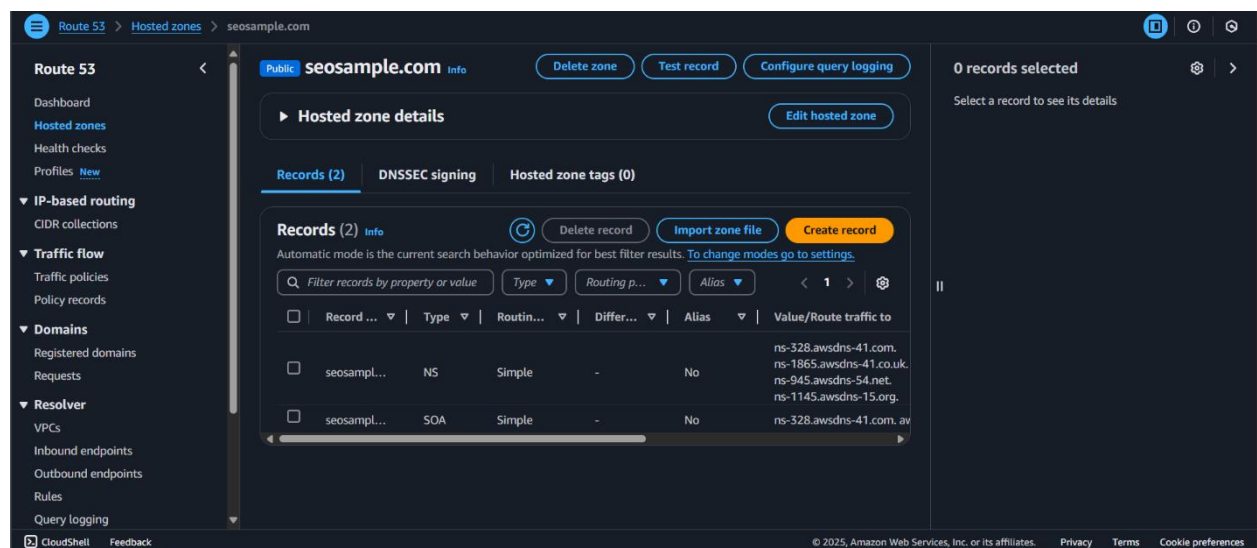 Route 53 > Hosted zones > seosample.com
Route 53
Dashboard
Hosted zones
Health checks
Profiles New
IP-based routing
CIDR collections
Traffic flow
Traffic policies
Policy records
Domains
Registered domains
Requests
Resolver
VPCs
Inbound endpoints
Outbound endpoints
Rules
Query logging
Public seosample.com Info Delete zone Test record Configure query logging
Hosted zone details Edit hosted zone
Records (2) DNSSEC signing Hosted zone tags (0)
Records (2) Info Delete record Import zone file Create record
Automatic mode is the current search behavior optimized for best filter results. To change modes go to settings.
Filter records by property or value Type Routing p... Alias 1
Record ... Type Routin... Differ... Alias Value/Route traffic to
seosampl... NS Simple - No ns-328.awsdns-41.com.
ns-1865.awsdns-41.co.uk.
ns-945.awsdns-54.net.
ns-1145.awsdns-15.org.
seosampl... SOA Simple - No ns-328.awsdns-41.com. aw
0 records selected
Select a record to see its details
CloudShell Feedback © 2025, Amazon Web Services, Inc. or its affiliates. Privacy Terms Cookie preferences